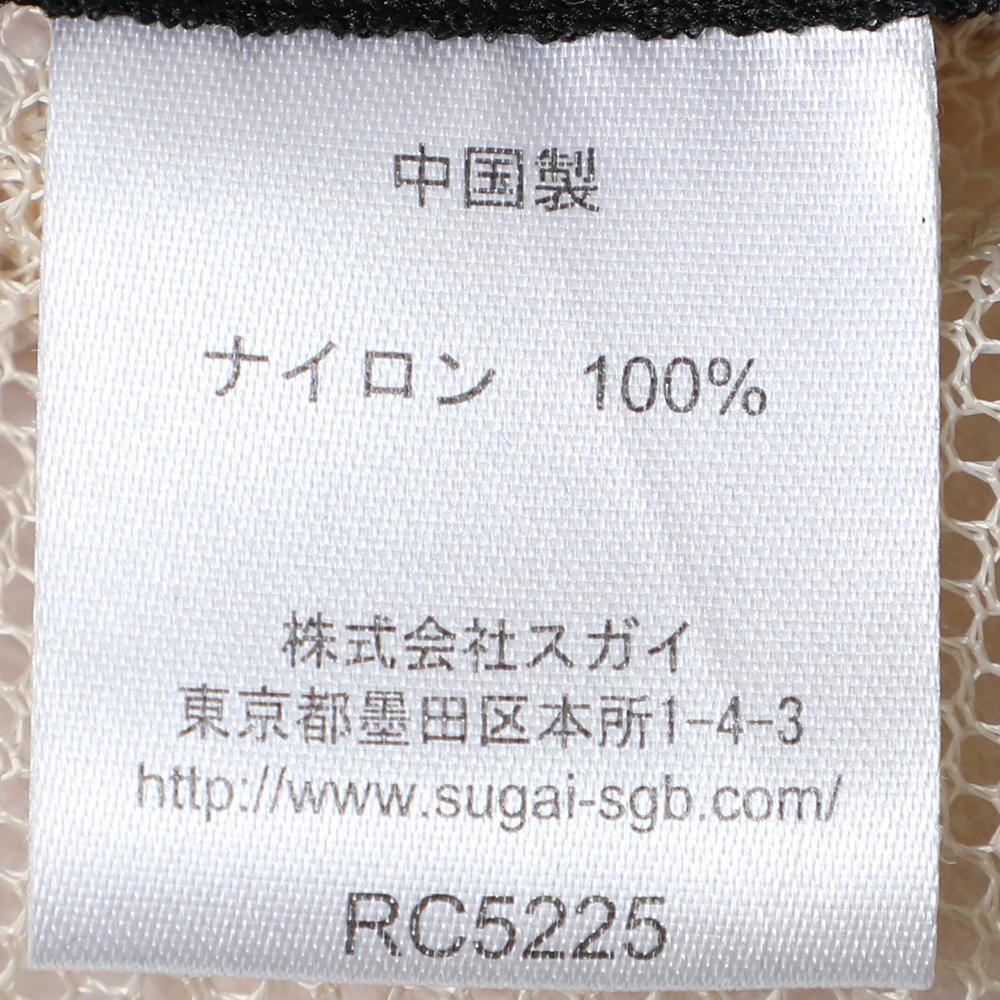 中国製
ナイロン　100%
株式会社スガイ
東京都墨田区本所1-4-3
http://www.sugai-sgb.com/
RC5225